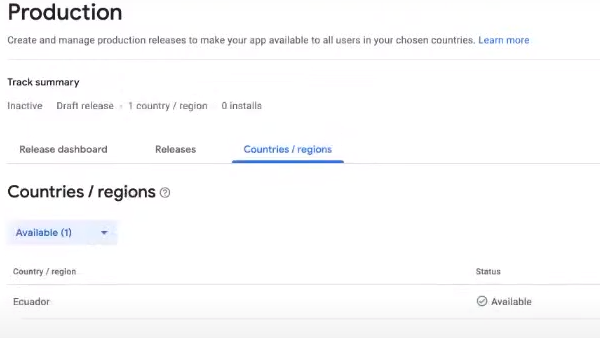 Production
Create and manage production releases to make your app available to all users in your chosen countries. Learn more
Track summary
Inactive Draft release · 1 country / region · 0 installs
Release dashboard Releases Countries / regions
Countries / regions
Available (1)
Country / region Status
Ecuador Available